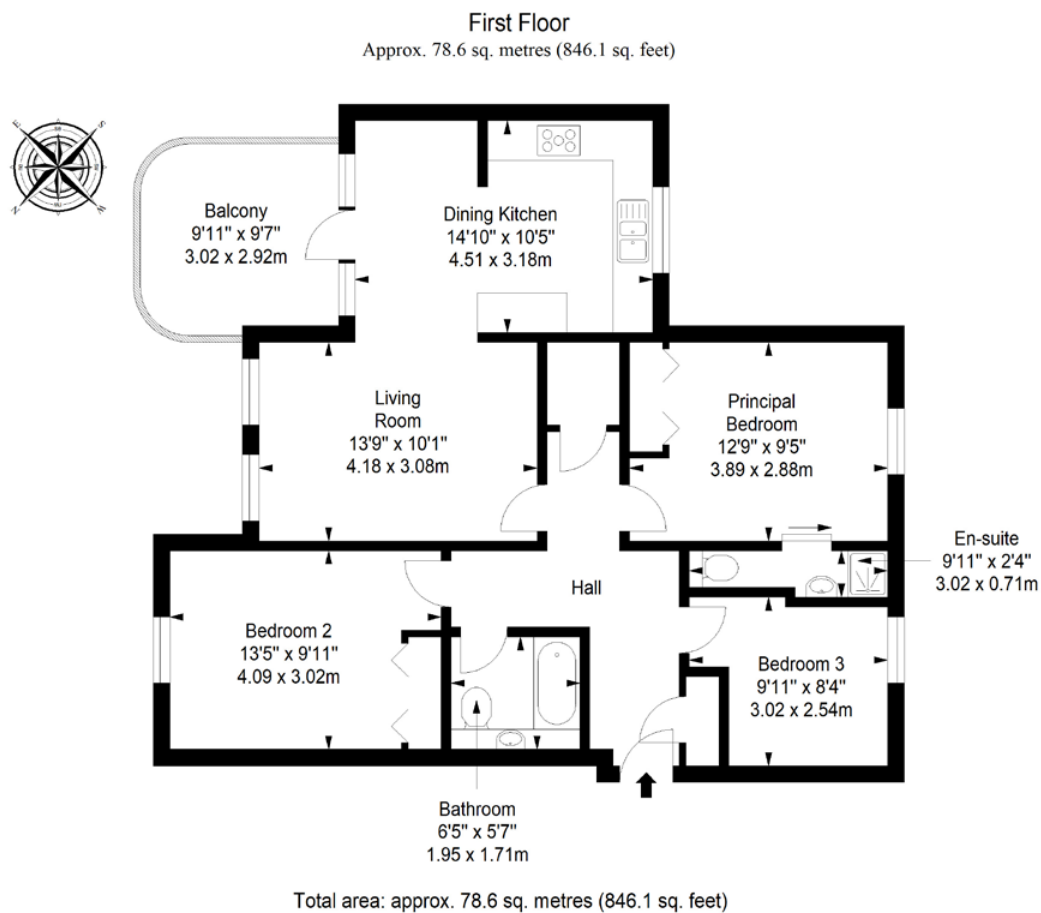 First Floor
Approx. 78.6 sq. metres (846.1 sq. feet)
E
S
N
W
Balcony
9'11" x 9'7"
3.02 x 2.92m
Dining Kitchen
14'10" x 10'5"
4.51 x 3.18m
Living
Room
13'9" x 10'1"
4.18 x 3.08m
Principal
Bedroom
12'9" x 9'5"
3.89 x 2.88m
En-suite
9'11" x 2'4"
3.02 x 0.71m
Hall
Bedroom 2
13'5" x 9'11"
4.09 x 3.02m
Bedroom 3
9'11" x 8'4"
3.02 x 2.54m
Bathroom
6'5" x 5'7"
1.95 x 1.71m
Total area: approx. 78.6 sq. metres (846.1 sq. feet)